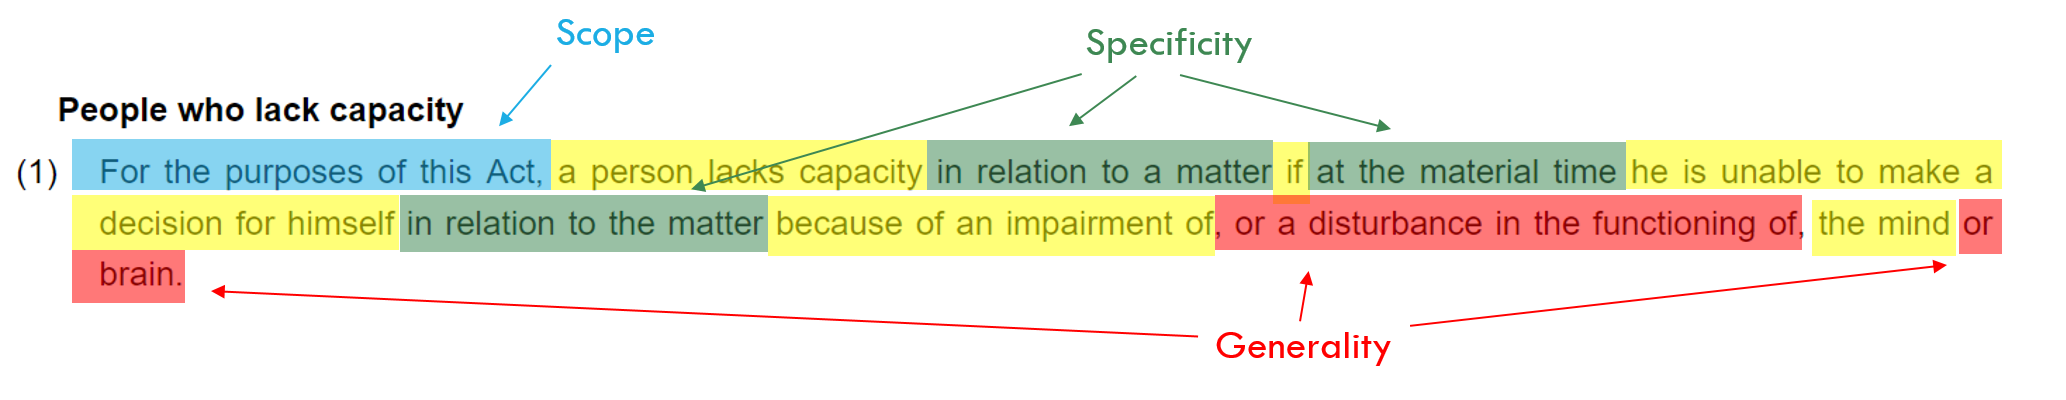 Scope
Specificity
People who lack capacity
(1) For the purposes of this Act, a person lacks capacity in relation to a matter if at the material time he is unable to make a
decision for himself in relation to the matter because of an impairment of, or a disturbance in the functioning of, the mind or
brain.
Generality